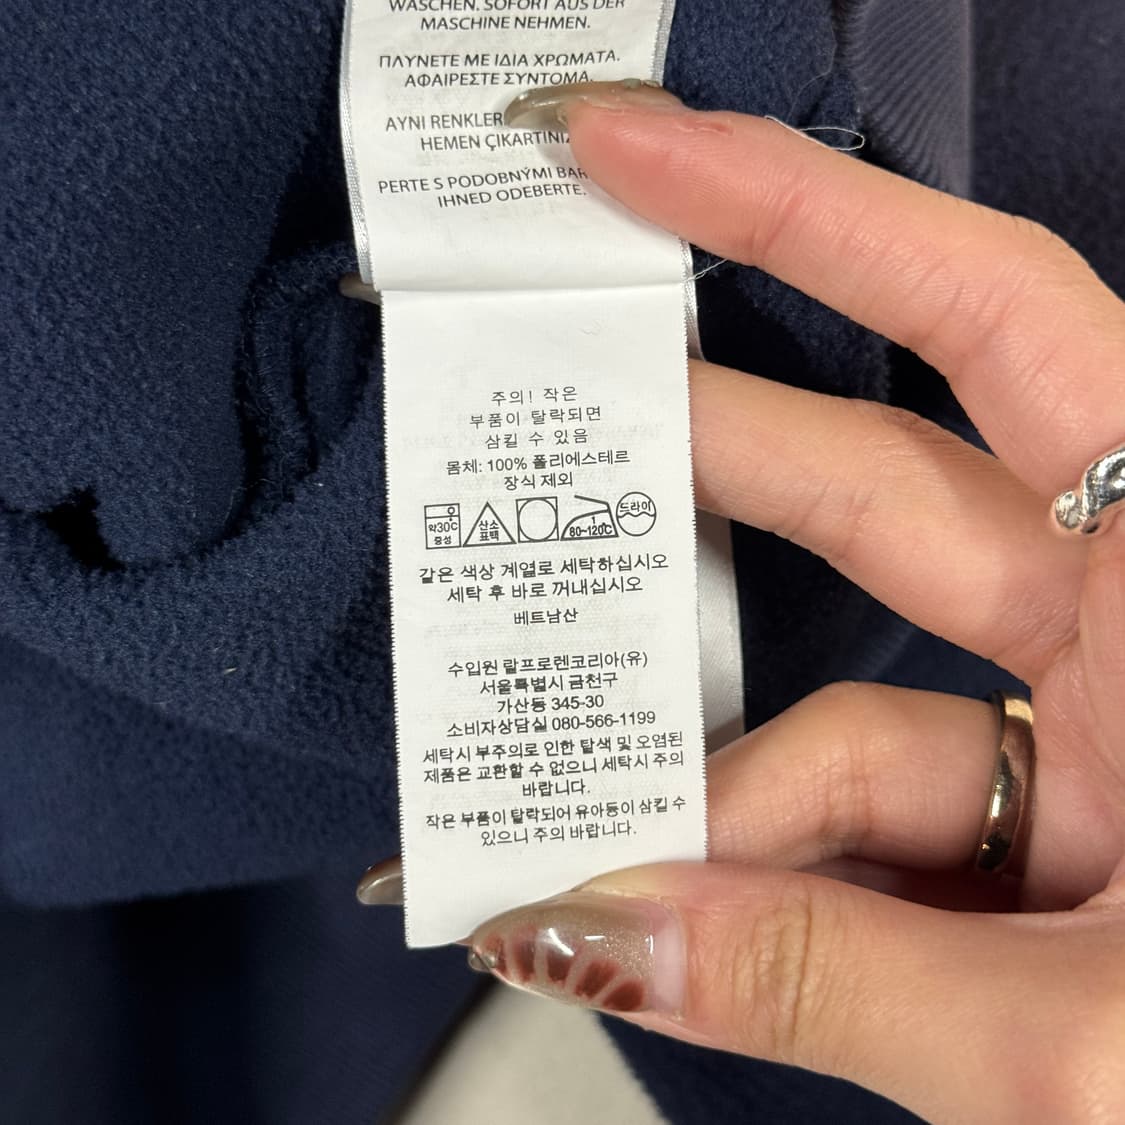 WASCHEN. SOFORT AUS DER
MASCHINE NEHMEN.
ΠΛΥΝΕΤΕ ΜΕ ΙΔΙΑ ΧΡΩΜΑΤΑ.
ΑΦΑΙΡΕΣΤΕ ΣΥΝΤΟΜΑ.
AYNI RENKLER
HEMEN ÇIKARTINIZ
PERTE S PODOBNÝMI BAR
IHNED ODEBERTE.
주의! 작은
부품이 탈락되면
삼킬 수 있음
몸체: 100% 폴리에스테르
장식 제외
약30℃
중성
산소
표백
1
80~120℃
드라이
같은 색상 계열로 세탁하십시오
세탁 후 바로 꺼내십시오
베트남산
수입원 랄프로렌코리아(유)
서울특별시 금천구
가산동 345-30
소비자상담실 080-566-1199
세탁시 부주의로 인한 탈색 및 오염된
제품은 교환할 수 없으니 세탁시 주의
바랍니다.
작은 부품이 탈락되어 유아등이 삼킬 수
있으니 주의 바랍니다.